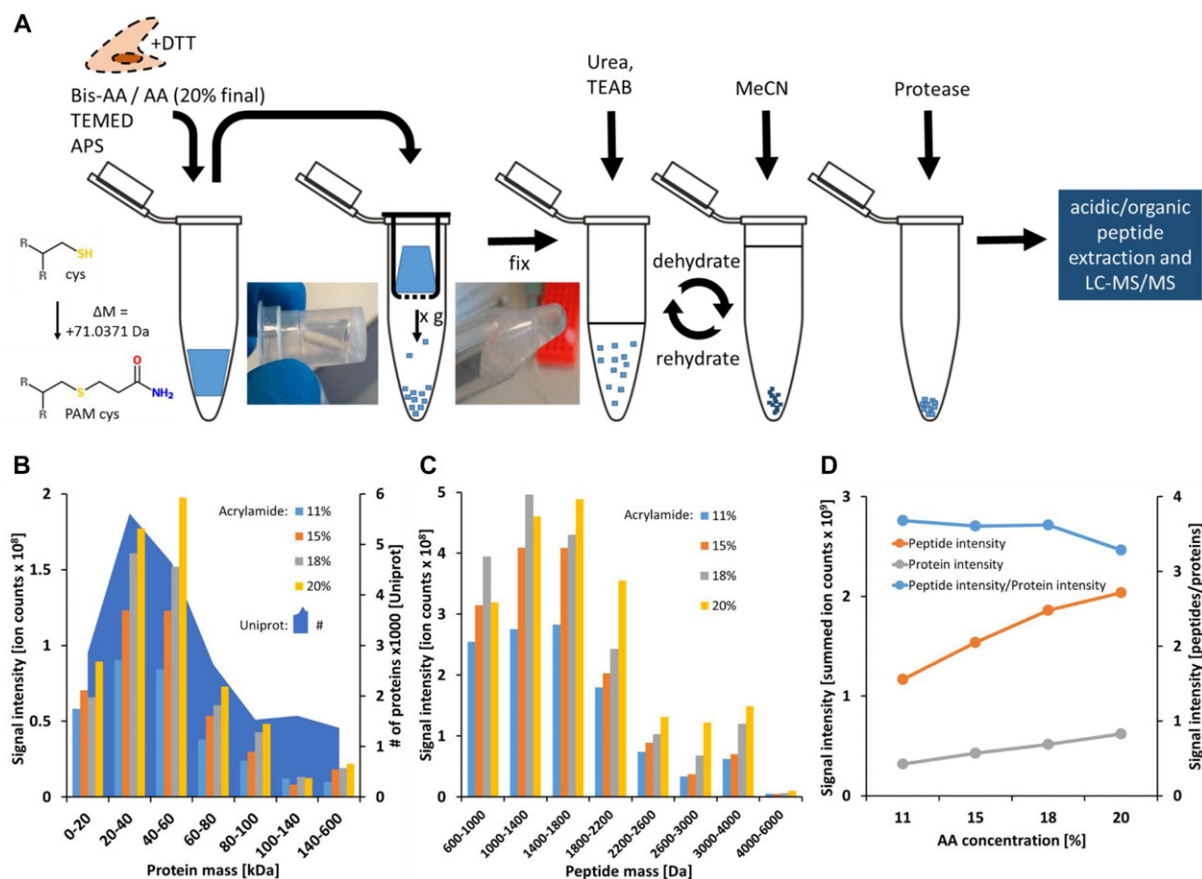 A
+DTT
Bis-AA / AA (20% final)
TEMED
APS
Urea,
TEAB
MeCN
Protease
R
SH
R
cys
ΔM =
+71.0371 Da
R
S
O
NH₂
R
PAM cys
x g
fix
dehydrate
rehydrate
acidic/organic
peptide
extraction and
LC-MS/MS
B
Signal intensity [ion counts x 10⁸]
2
1.5
1
0.5
0
Acrylamide:
11%
15%
18%
20%
Uniprot:
#
6
5
4
3
2
1
0
# of proteins x1000 [Uniprot]
0-20
20-40
40-60
60-80
80-100
100-140
140-600
Protein mass [kDa]
C
Signal intensity [ion counts x 10⁸]
5
4
3
2
1
0
Acrylamide:
11%
15%
18%
20%
600-1000
1000-1400
1400-1800
1800-2200
2200-2600
2600-3000
3000-4000
4000-6000
Peptide mass [Da]
D
Signal intensity [summed ion counts x 10⁹]
3
2
1
0
Peptide intensity
Protein intensity
Peptide intensity/Protein intensity
4
3
2
1
0
Signal intensity [peptides/proteins]
11
15
18
20
AA concentration [%]